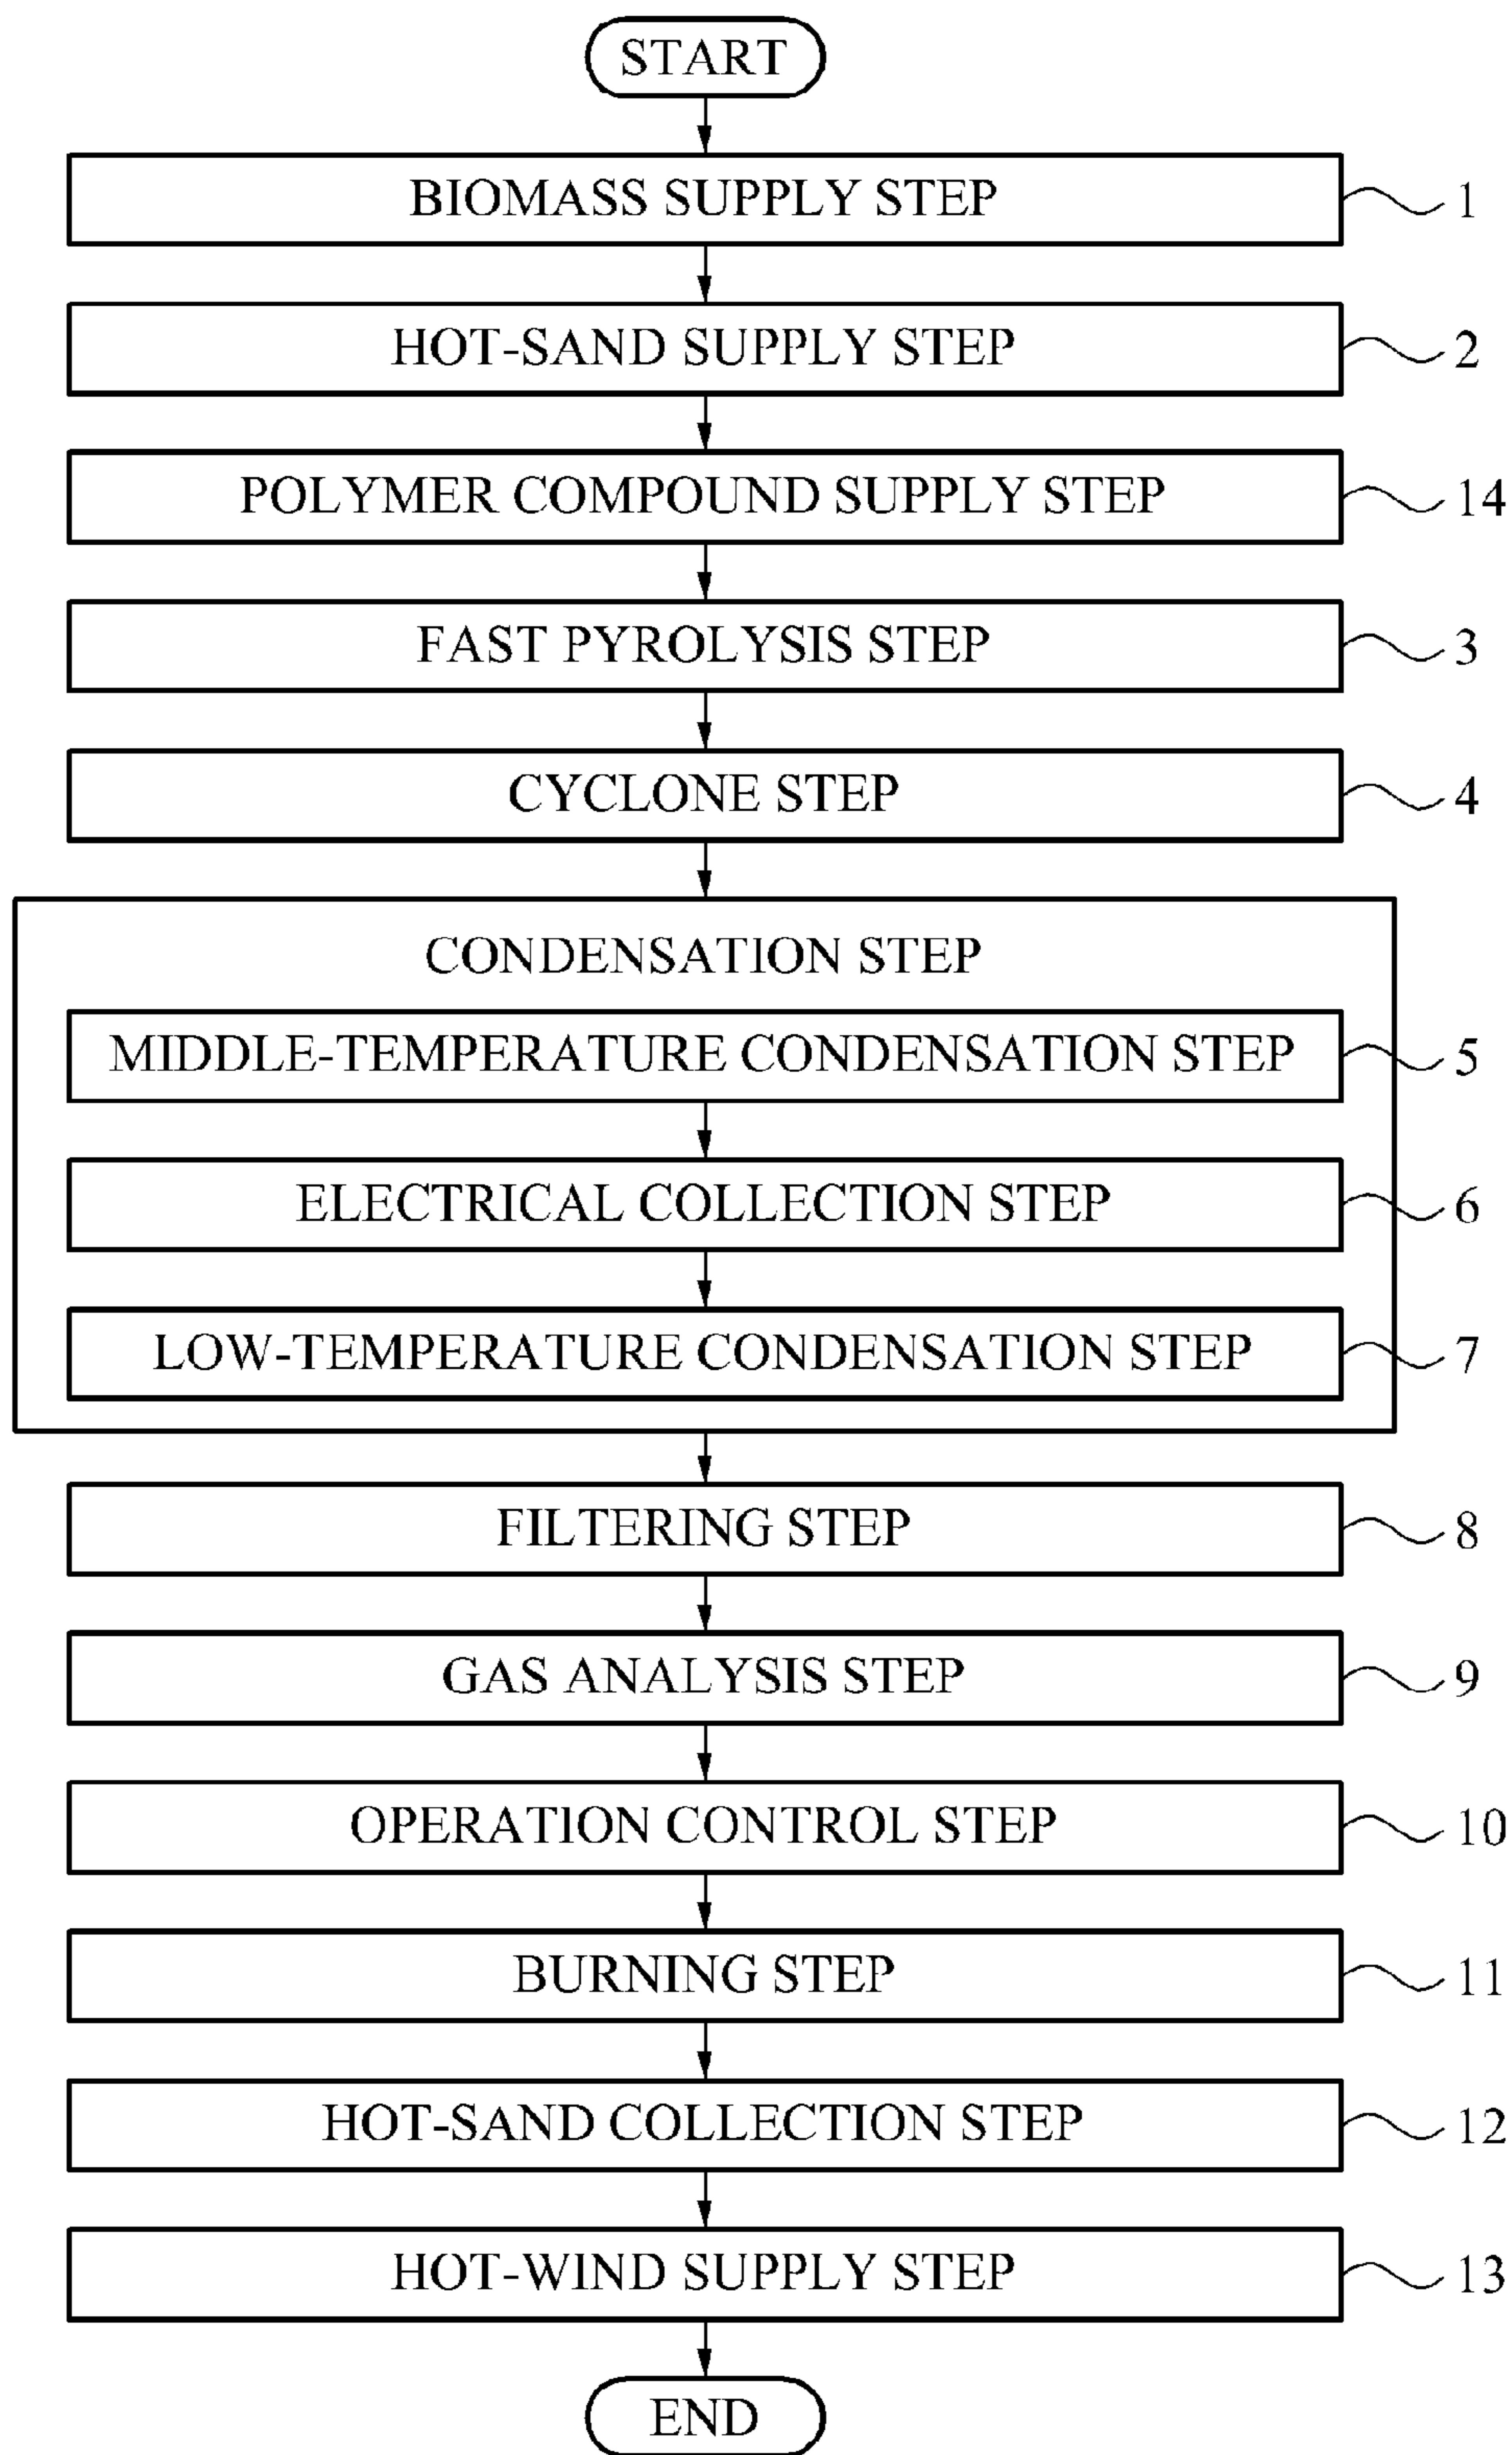 START
BIOMASS SUPPLY STEP 1
HOT-SAND SUPPLY STEP 2
POLYMER COMPOUND SUPPLY STEP 14
FAST PYROLYSIS STEP 3
CYCLONE STEP 4
CONDENSATION STEP
MIDDLE-TEMPERATURE CONDENSATION STEP 5
ELECTRICAL COLLECTION STEP 6
LOW-TEMPERATURE CONDENSATION STEP 7
FILTERING STEP 8
GAS ANALYSIS STEP 9
OPERATION CONTROL STEP 10
BURNING STEP 11
HOT-SAND COLLECTION STEP 12
HOT-WIND SUPPLY STEP 13
END